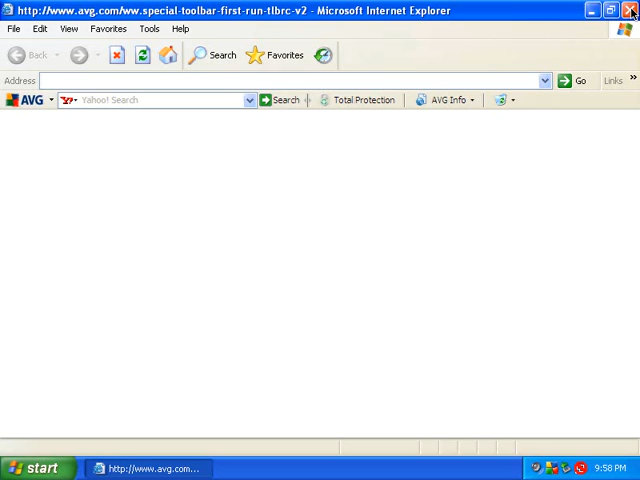 http://www.avg.com/ww.special-toolbar-first-run-tlbrc-v2 - Microsoft Internet Explorer
File Edit View Favorites Tools Help
Back Search Favorites
Address Go Links »
AVG Y! Yahoo! Search Search Total Protection AVG Info
start http://www.avg.com... 9:58 PM